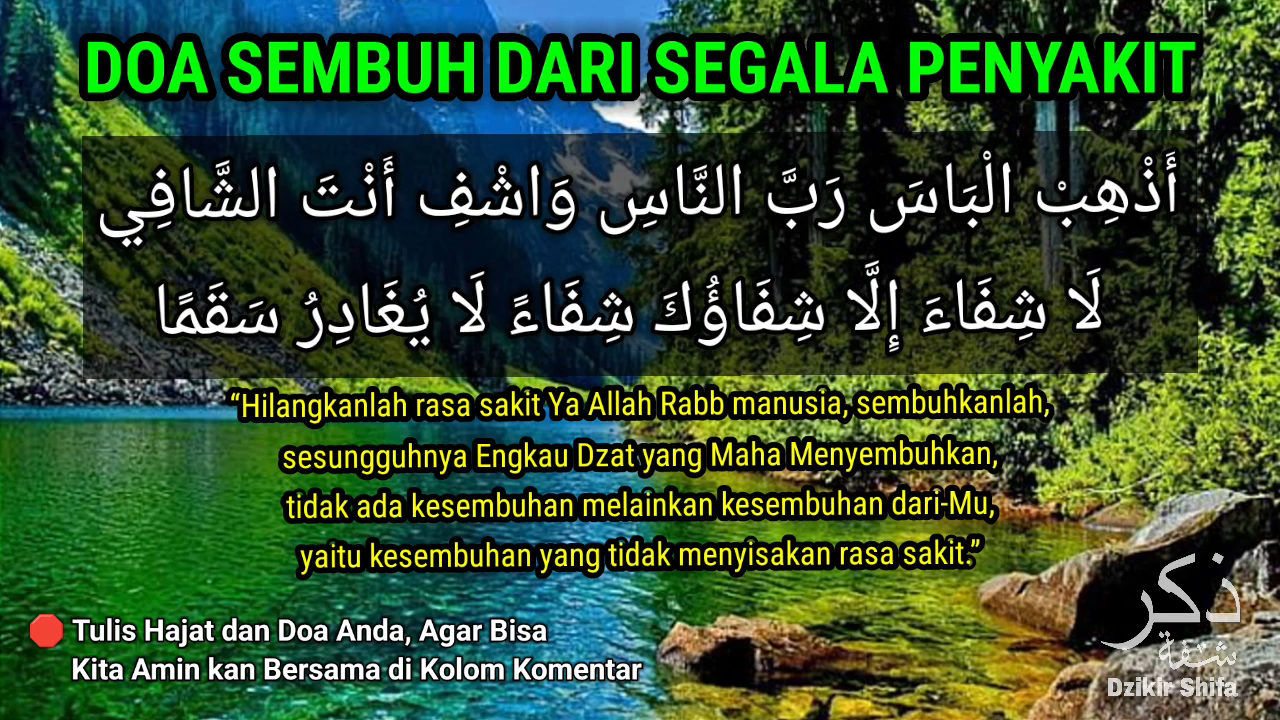 DOA SEMBUH DARI SEGALA PENYAKIT
أَذْهِبْ الْبَاسَ رَبَّ النَّاسِ وَاشْفِ أَنْتَ الشَّافِي
لَا شِفَاءَ إِلَّا شِفَاؤُكَ شِفَاءً لَا يُغَادِرُ سَقَمًا
“Hilangkanlah rasa sakit Ya Allah Rabb manusia, sembuhkanlah,
sesungguhnya Engkau Dzat yang Maha Menyembuhkan,
tidak ada kesembuhan melainkan kesembuhan dari-Mu,
yaitu kesembuhan yang tidak menyisakan rasa sakit.”
Tulis Hajat dan Doa Anda, Agar Bisa
Kita Amin kan Bersama di Kolom Komentar
ذكر
Dzikir Shifa